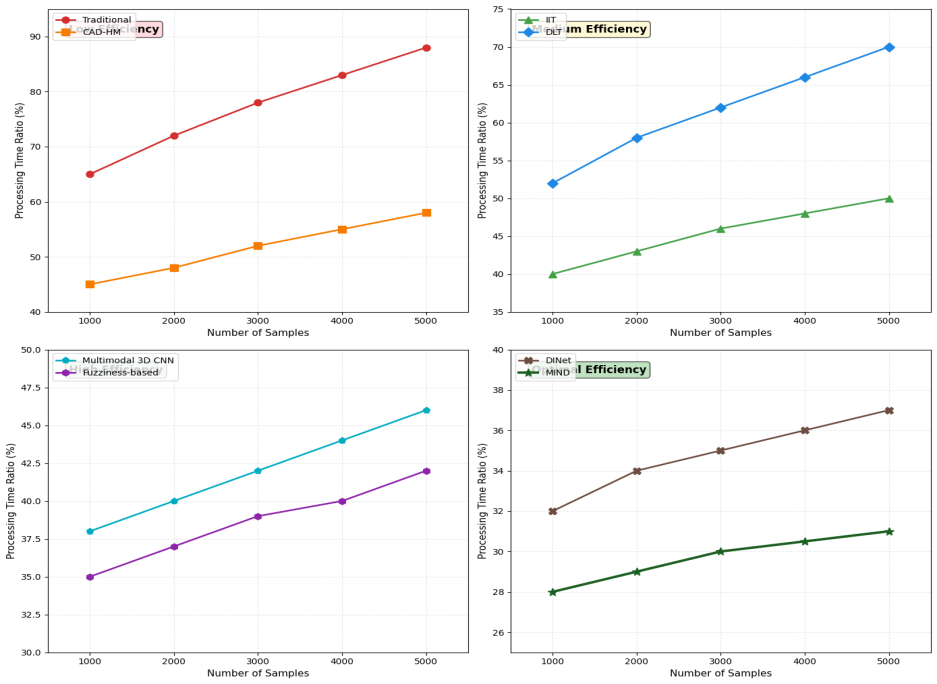 Traditional
CAD-HM
Low Efficiency
90
80
70
60
50
40
Processing Time Ratio (%)
1000 2000 3000 4000 5000
Number of Samples
IIT
DLT
Medium Efficiency
75
70
65
60
55
50
45
40
35
Processing Time Ratio (%)
1000 2000 3000 4000 5000
Number of Samples
Multimodal 3D CNN
Fuzziness-based
High Efficiency
50.0
47.5
45.0
42.5
40.0
37.5
35.0
32.5
30.0
Processing Time Ratio (%)
1000 2000 3000 4000 5000
Number of Samples
DINet
MIND
Optimal Efficiency
40
38
36
34
32
30
28
26
Processing Time Ratio (%)
1000 2000 3000 4000 5000
Number of Samples